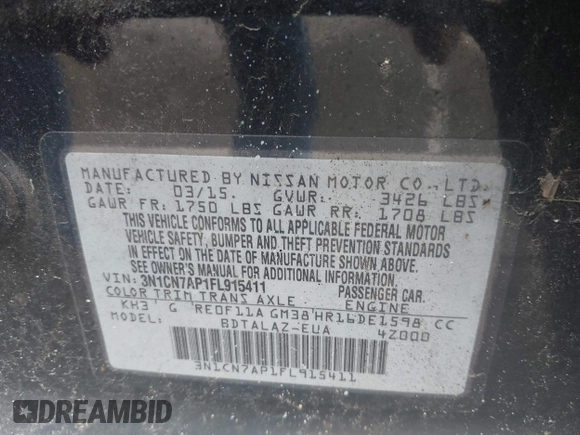 MANUFACTURED BY NISSAN MOTOR CO., LTD.
DATE: 03/15. GVWR: 3426 LBS
GAWR FR: 1750 LBS GAWR RR: 1708 LBS
THIS VEHICLE CONFORMS TO ALL APPLICABLE FEDERAL MOTOR
VEHICLE SAFETY, BUMPER AND THEFT PREVENTION STANDARDS
IN EFFECT ON THE DATE OF MANUFACTURE SHOWN ABOVE.
SEE OWNER'S MANUAL FOR ADDITIONAL INFORMATION.
VIN: 3N1CN7AP1FL915411 PASSENGER CAR.
COLOR TRIM TRANS AXLE ENGINE
KH3 G RE0F11A GM38 HR16DE1598 CC
MODEL: BDTALAZ-EUA 4Z000
3N1CN7AP1FL915411
DREAMBID